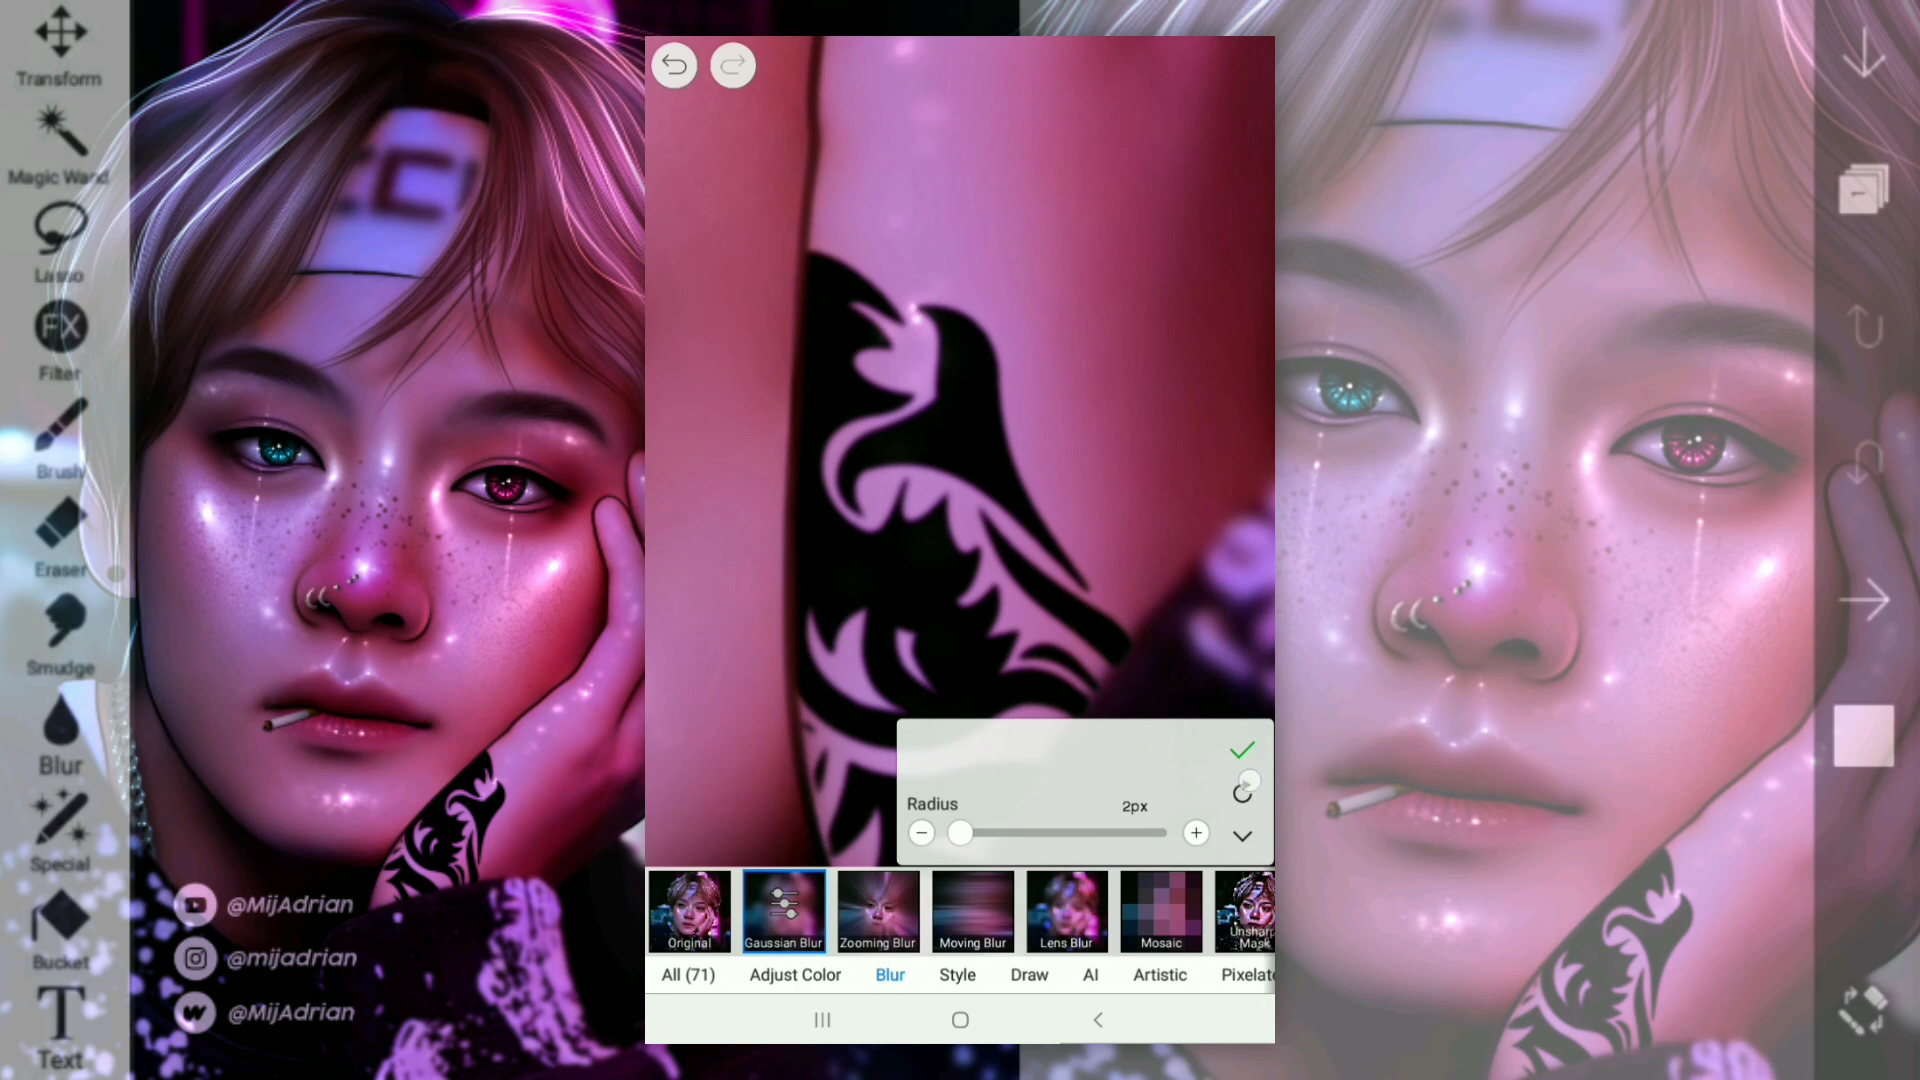 Transform
Magic Wand
Lasso
FX
Filter
Brush
Eraser
Smudge
Blur
Special
Bucket
T
Text
@MijAdrian
@mijadrian
@MijAdrian
Radius
2px
Original
Gaussian Blur
Zooming Blur
Moving Blur
Lens Blur
Mosaic
Unsharp
Mask
All (71)
Adjust Color
Blur
Style
Draw
AI
Artistic
Pixelat